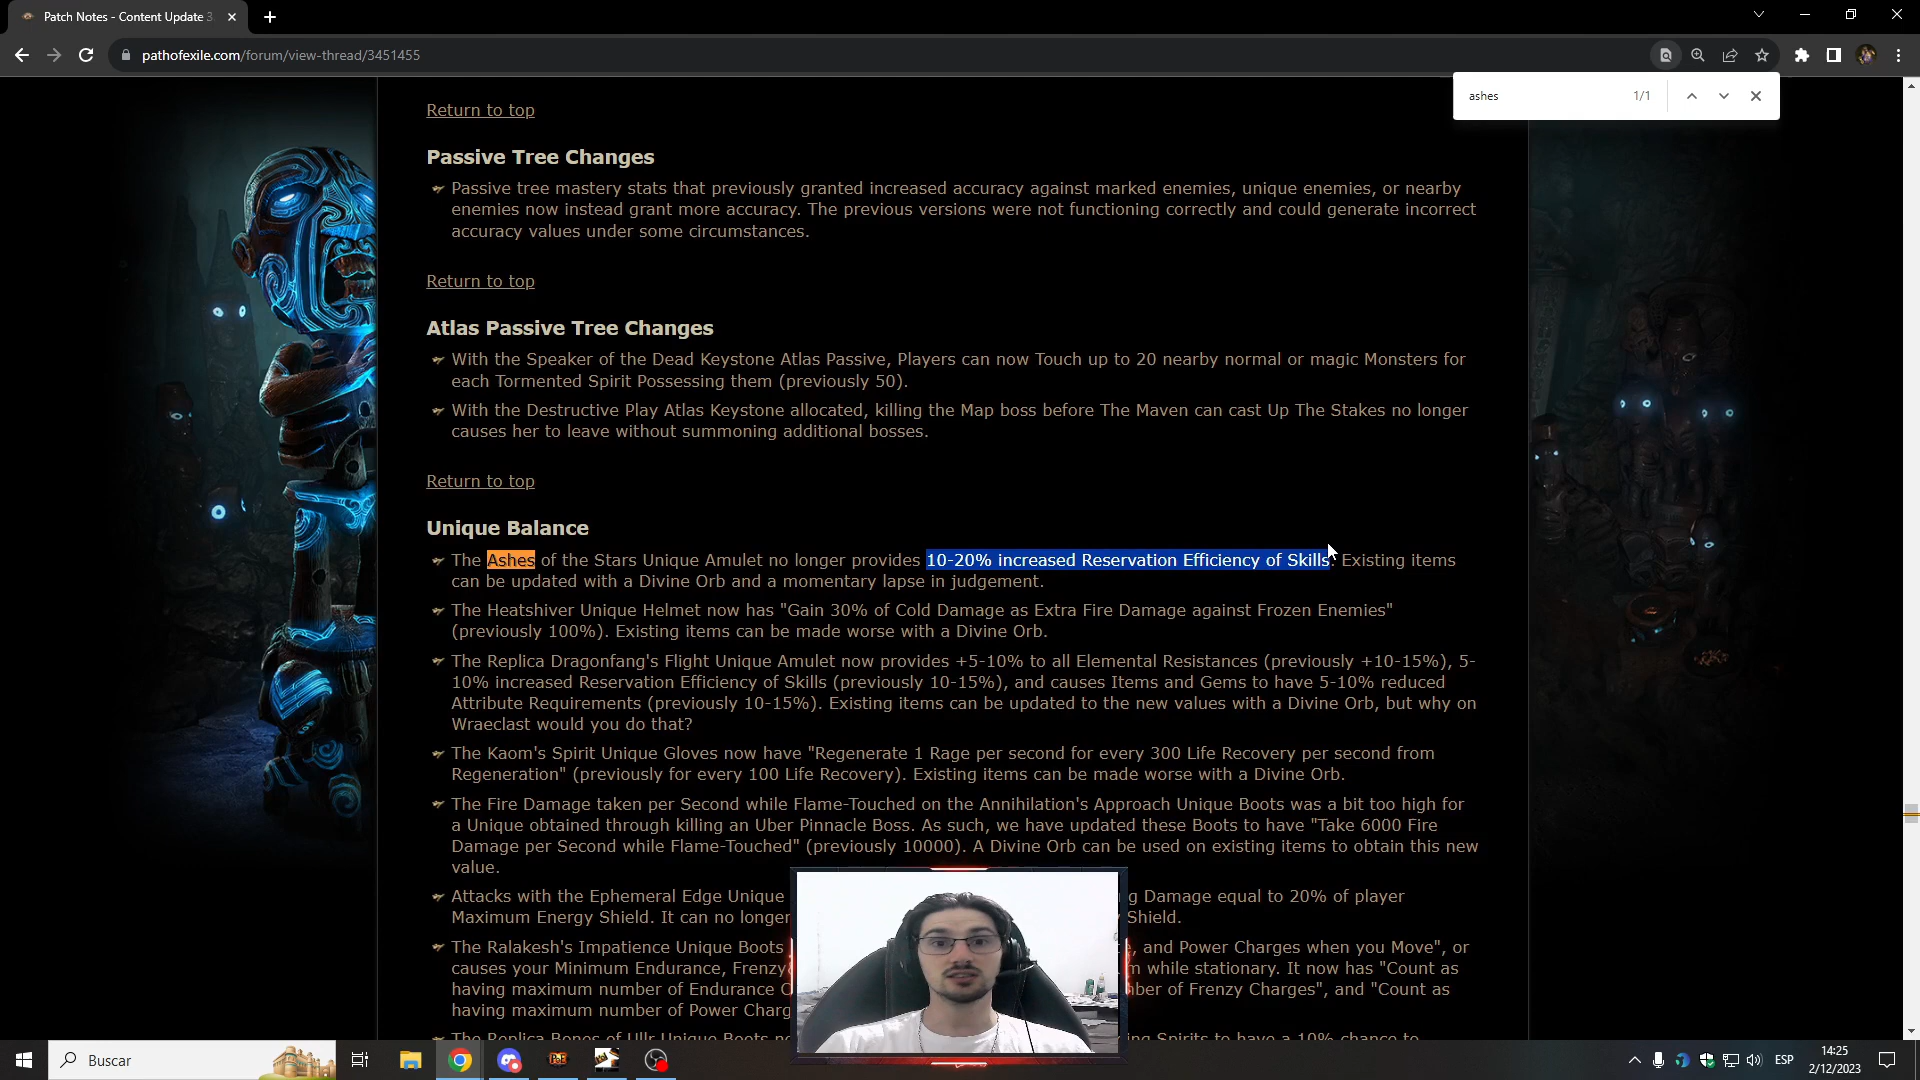 Patch Notes - Content Update 3
pathofexile.com/forum/view-thread/3451455
ashes 1/1
Return to top
Passive Tree Changes
Passive tree mastery stats that previously granted increased accuracy against marked enemies, unique enemies, or nearby
enemies now instead grant more accuracy. The previous versions were not functioning correctly and could generate incorrect
accuracy values under some circumstances.
Return to top
Atlas Passive Tree Changes
With the Speaker of the Dead Keystone Atlas Passive, Players can now Touch up to 20 nearby normal or magic Monsters for
each Tormented Spirit Possessing them (previously 50).
With the Destructive Play Atlas Keystone allocated, killing the Map boss before The Maven can cast Up The Stakes no longer
causes her to leave without summoning additional bosses.
Return to top
Unique Balance
The Ashes of the Stars Unique Amulet no longer provides 10-20% increased Reservation Efficiency of Skills. Existing items
can be updated with a Divine Orb and a momentary lapse in judgement.
The Heatshiver Unique Helmet now has "Gain 30% of Cold Damage as Extra Fire Damage against Frozen Enemies"
(previously 100%). Existing items can be made worse with a Divine Orb.
The Replica Dragonfang's Flight Unique Amulet now provides +5-10% to all Elemental Resistances (previously +10-15%), 5-
10% increased Reservation Efficiency of Skills (previously 10-15%), and causes Items and Gems to have 5-10% reduced
Attribute Requirements (previously 10-15%). Existing items can be updated to the new values with a Divine Orb, but why on
Wraeclast would you do that?
The Kaom's Spirit Unique Gloves now have "Regenerate 1 Rage per second for every 300 Life Recovery per second from
Regeneration" (previously for every 100 Life Recovery). Existing items can be made worse with a Divine Orb.
The Fire Damage taken per Second while Flame-Touched on the Annihilation's Approach Unique Boots was a bit too high for
a Unique obtained through killing an Uber Pinnacle Boss. As such, we have updated these Boots to have "Take 6000 Fire
Damage per Second while Flame-Touched" (previously 10000). A Divine Orb can be used on existing items to obtain this new
value.
Attacks with the Ephemeral Edge Unique g Damage equal to 20% of player
Maximum Energy Shield. It can no longer Shield.
The Ralakesh's Impatience Unique Boots , and Power Charges when you Move", or
causes your Minimum Endurance, Frenzy while stationary. It now has "Count as
having maximum number of Endurance C ber of Frenzy Charges", and "Count as
having maximum number of Power Charg
The Replica Bones of Ullr Unique Boots ng Spirits to have a 10% chance to
Buscar
ESP
14:25
2/12/2023